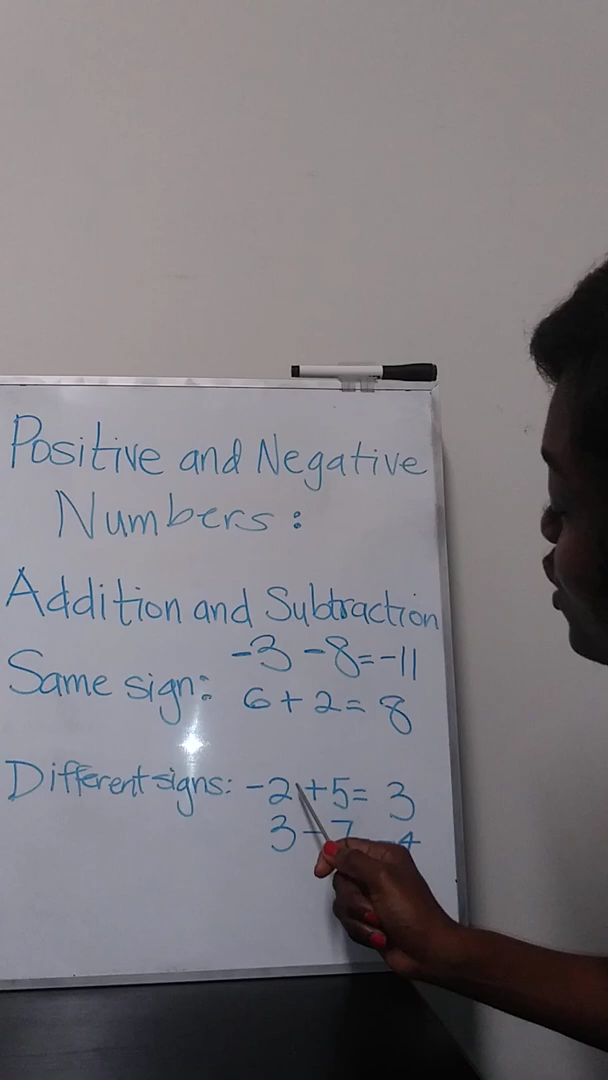 Positive and Negative
Numbers:
Addition and Subtraction
Same sign: -3 -8=-11
6+2=8
Different signs: -2+5= 3
3-7 -4